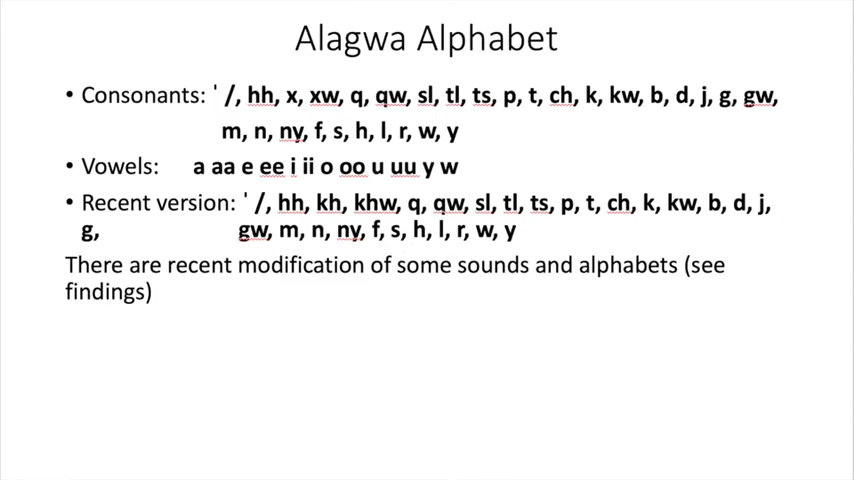 Alagwa Alphabet
• Consonants: ' /, hh, x, xw, q, qw, sl, tl, ts, p, t, ch, k, kw, b, d, j, g, gw,
m, n, ny, f, s, h, l, r, w, y
• Vowels: a aa e ee i ii o oo u uu y w
• Recent version: ' /, hh, kh, khw, q, qw, sl, tl, ts, p, t, ch, k, kw, b, d, j,
g, gw, m, n, ny, f, s, h, l, r, w, y
There are recent modification of some sounds and alphabets (see
findings)